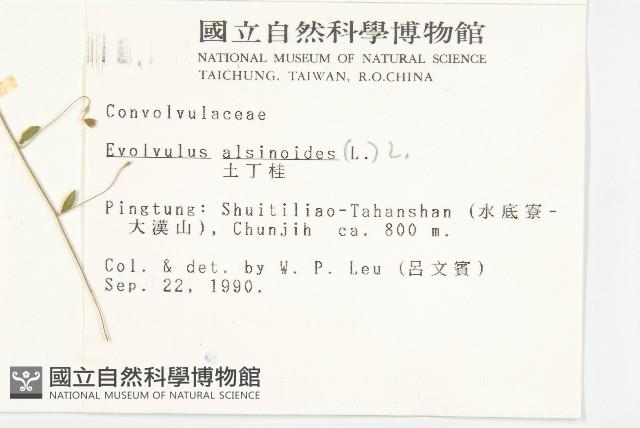 國立自然科學博物館
NATIONAL MUSEUM OF NATURAL SCIENCE
TAICHUNG, TAIWAN, R.O.CHINA
Convolvulaceae
Evolvulus alsinoides (L.) L.
土丁桂
Pingtung: Shuitiliao-Tahanshan (水底寮-
大漢山), Chunjih ca. 800 m.
Col. & det. by W. P. Leu (呂文賓)
Sep. 22, 1990.
國立自然科學博物館
NATIONAL MUSEUM OF NATURAL SCIENCE